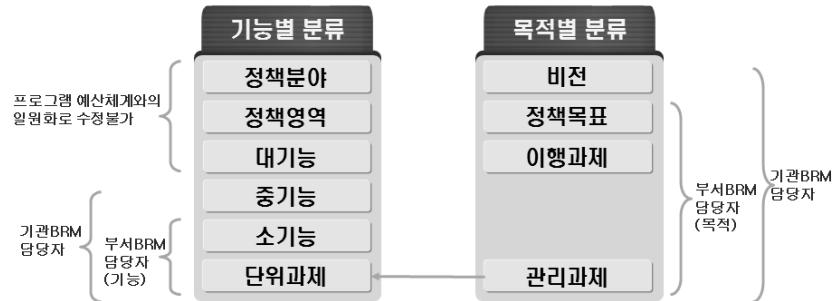 기능별 분류
정책분야
정책영역
대기능
중기능
소기능
단위과제
목적별 분류
비전
정책목표
이행과제
관리과제
프로그램 예산체계와의
일원화로 수정불가
기관BRM
담당자
부서BRM
담당자
(기능)
부서BRM
담당자
(목적)
기관BRM
담당자